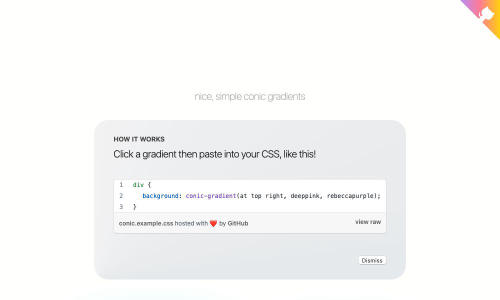 nice, simple conic gradients
HOW IT WORKS
Click a gradient then paste into your CSS, like this!
1 div {
2 background: conic-gradient(at top right, deeppink, rebeccapurple);
3 }
conic.example.css hosted with ❤ by GitHub
view raw
Dismiss